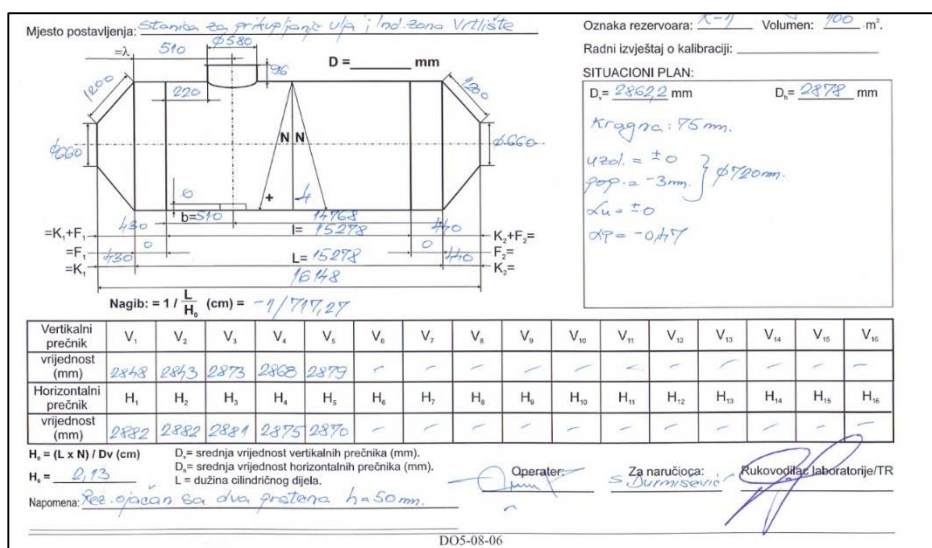 Mjesto postavljenja: Stanica za prikupljanje ulja; Ind. zona Vrtlište
Oznaka rezervoara: K-1 Volumen: 100 m³.
Radni izvještaj o kalibraciji:
=λ 510 ϕ580
D = mm
96
220
1200
1200
ϕ660
ϕ660
N N
+ -4
6
b=510
14768
=K₁+F₁ 430 l= 15278 440 K₂+F₂=
=F₁ 0 0 F₂=
=K₁ 430 L= 15278 440 K₂=
16148
Nagib: = 1 / L/H₀ (cm) = -1/717,27
SITUACIONI PLAN:
Dᵥ= 2862,2 mm Dₕ= 2878 mm
Kragna: 75 mm.
uzd. = ±0
pop. = -3mm. } ϕ720mm.
αu= ±0
αp= -0,47
Vertikalni prečnik V₁ V₂ V₃ V₄ V₅ V₆ V₇ V₈ V₉ V₁₀ V₁₁ V₁₂ V₁₃ V₁₄ V₁₅ V₁₆
vrijednost (mm) 2848 2843 2873 2868 2879 - - - - - - - - - - -
Horizontalni prečnik H₁ H₂ H₃ H₄ H₅ H₆ H₇ H₈ H₉ H₁₀ H₁₁ H₁₂ H₁₃ H₁₄ H₁₅ H₁₆
vrijednost (mm) 2882 2882 2881 2875 2870 - - - - - - - - - - -
H₀ = (L x N) / Dv (cm)
H₀ = 2,13
Dᵥ= srednja vrijednost vertikalnih prečnika (mm).
Dₕ= srednja vrijednost horizontalnih prečnika (mm).
L = dužina cilindričnog dijela.
Operater:
Za naručioca: S. Durmišević
Rukovodilac laboratorije/TR
Napomena: Rez. ojačan sa dva prstena h=50mm.
DO5-08-06